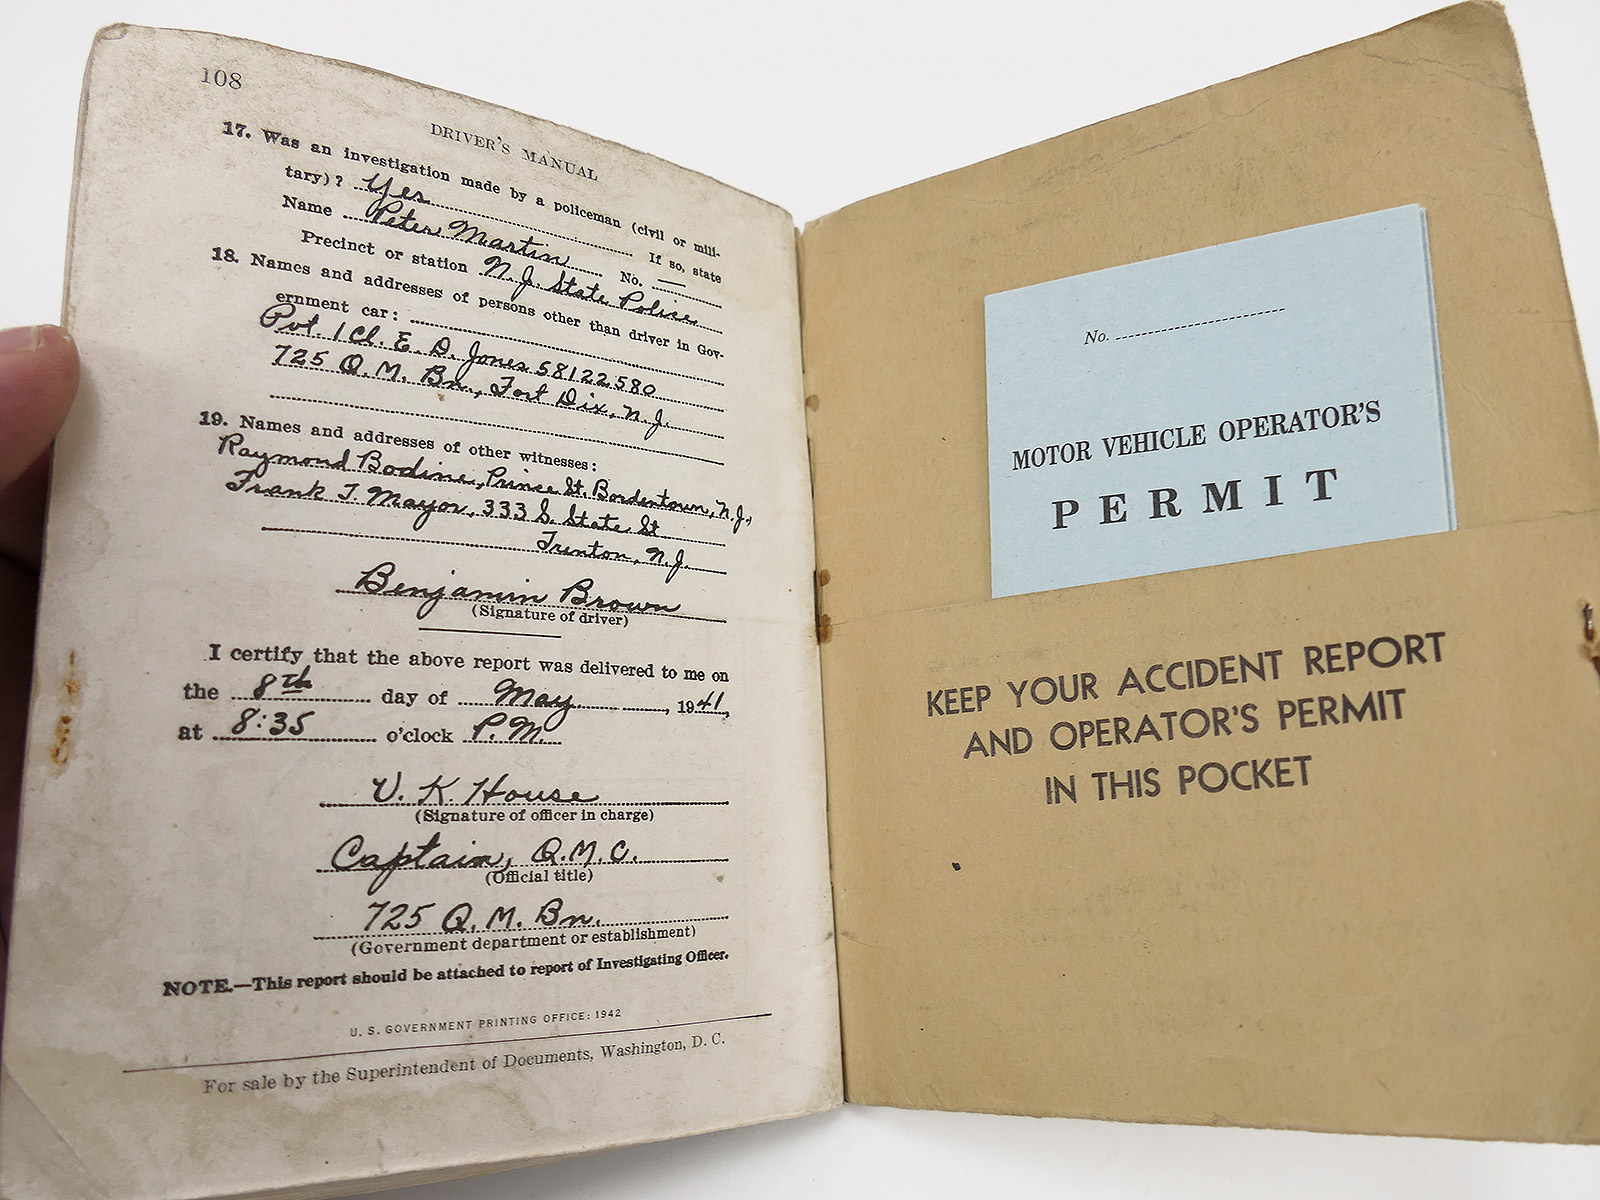 108
DRIVER'S MANUAL
17. Was an investigation made by a policeman (civil or mili-
tary)? Yes If so, state
Name Peter Martin No. —
Precinct or station N.J. State Police
18. Names and addresses of persons other than driver in Gov-
ernment car:
Pvt. 1 Cl. E. D. Jones 58122580
725 Q.M. Bn., Fort Dix, N.J.
19. Names and addresses of other witnesses:
Raymond Bodine, Prince St. Bordentown, N.J.,
Frank T. Mayor, 333 S. State St
Trenton, N.J.
Benjamin Brown
(Signature of driver)
I certify that the above report was delivered to me on
the 8th day of May, 1941,
at 8:35 o'clock P.M.
V. K. House
(Signature of officer in charge)
Captain, Q.M.C.
(Official title)
725 Q.M. Bn.
(Government department or establishment)
NOTE.—This report should be attached to report of Investigating Officer.
U. S. GOVERNMENT PRINTING OFFICE: 1942
For sale by the Superintendent of Documents, Washington, D. C.
No.
MOTOR VEHICLE OPERATOR'S
PERMIT
KEEP YOUR ACCIDENT REPORT
AND OPERATOR'S PERMIT
IN THIS POCKET